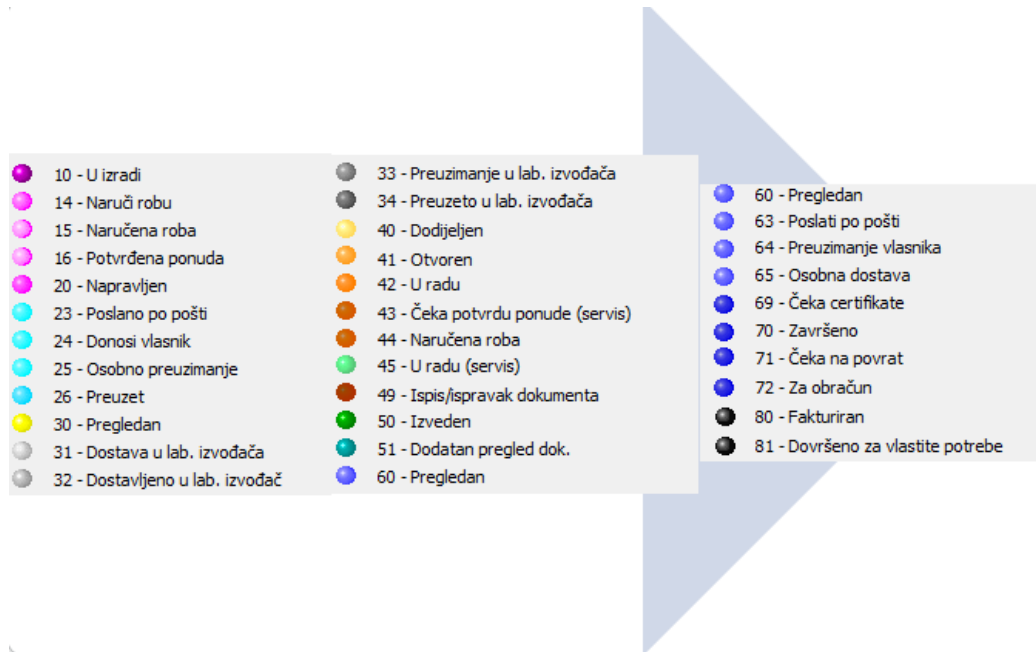 10 - U izradi
14 - Naruči robu
15 - Naručena roba
16 - Potvrđena ponuda
20 - Napravljen
23 - Poslano po pošti
24 - Donosi vlasnik
25 - Osobno preuzimanje
26 - Preuzet
30 - Pregledan
31 - Dostava u lab. izvođača
32 - Dostavljeno u lab. izvođač
33 - Preuzimanje u lab. izvođača
34 - Preuzeto u lab. izvođača
40 - Dodijeljen
41 - Otvoren
42 - U radu
43 - Čeka potvrdu ponude (servis)
44 - Naručena roba
45 - U radu (servis)
49 - Ispis/ispravak dokumenta
50 - Izveden
51 - Dodatan pregled dok.
60 - Pregledan
60 - Pregledan
63 - Poslati po pošti
64 - Preuzimanje vlasnika
65 - Osobna dostava
69 - Čeka certifikate
70 - Završeno
71 - Čeka na povrat
72 - Za obračun
80 - Fakturiran
81 - Dovršeno za vlastite potrebe